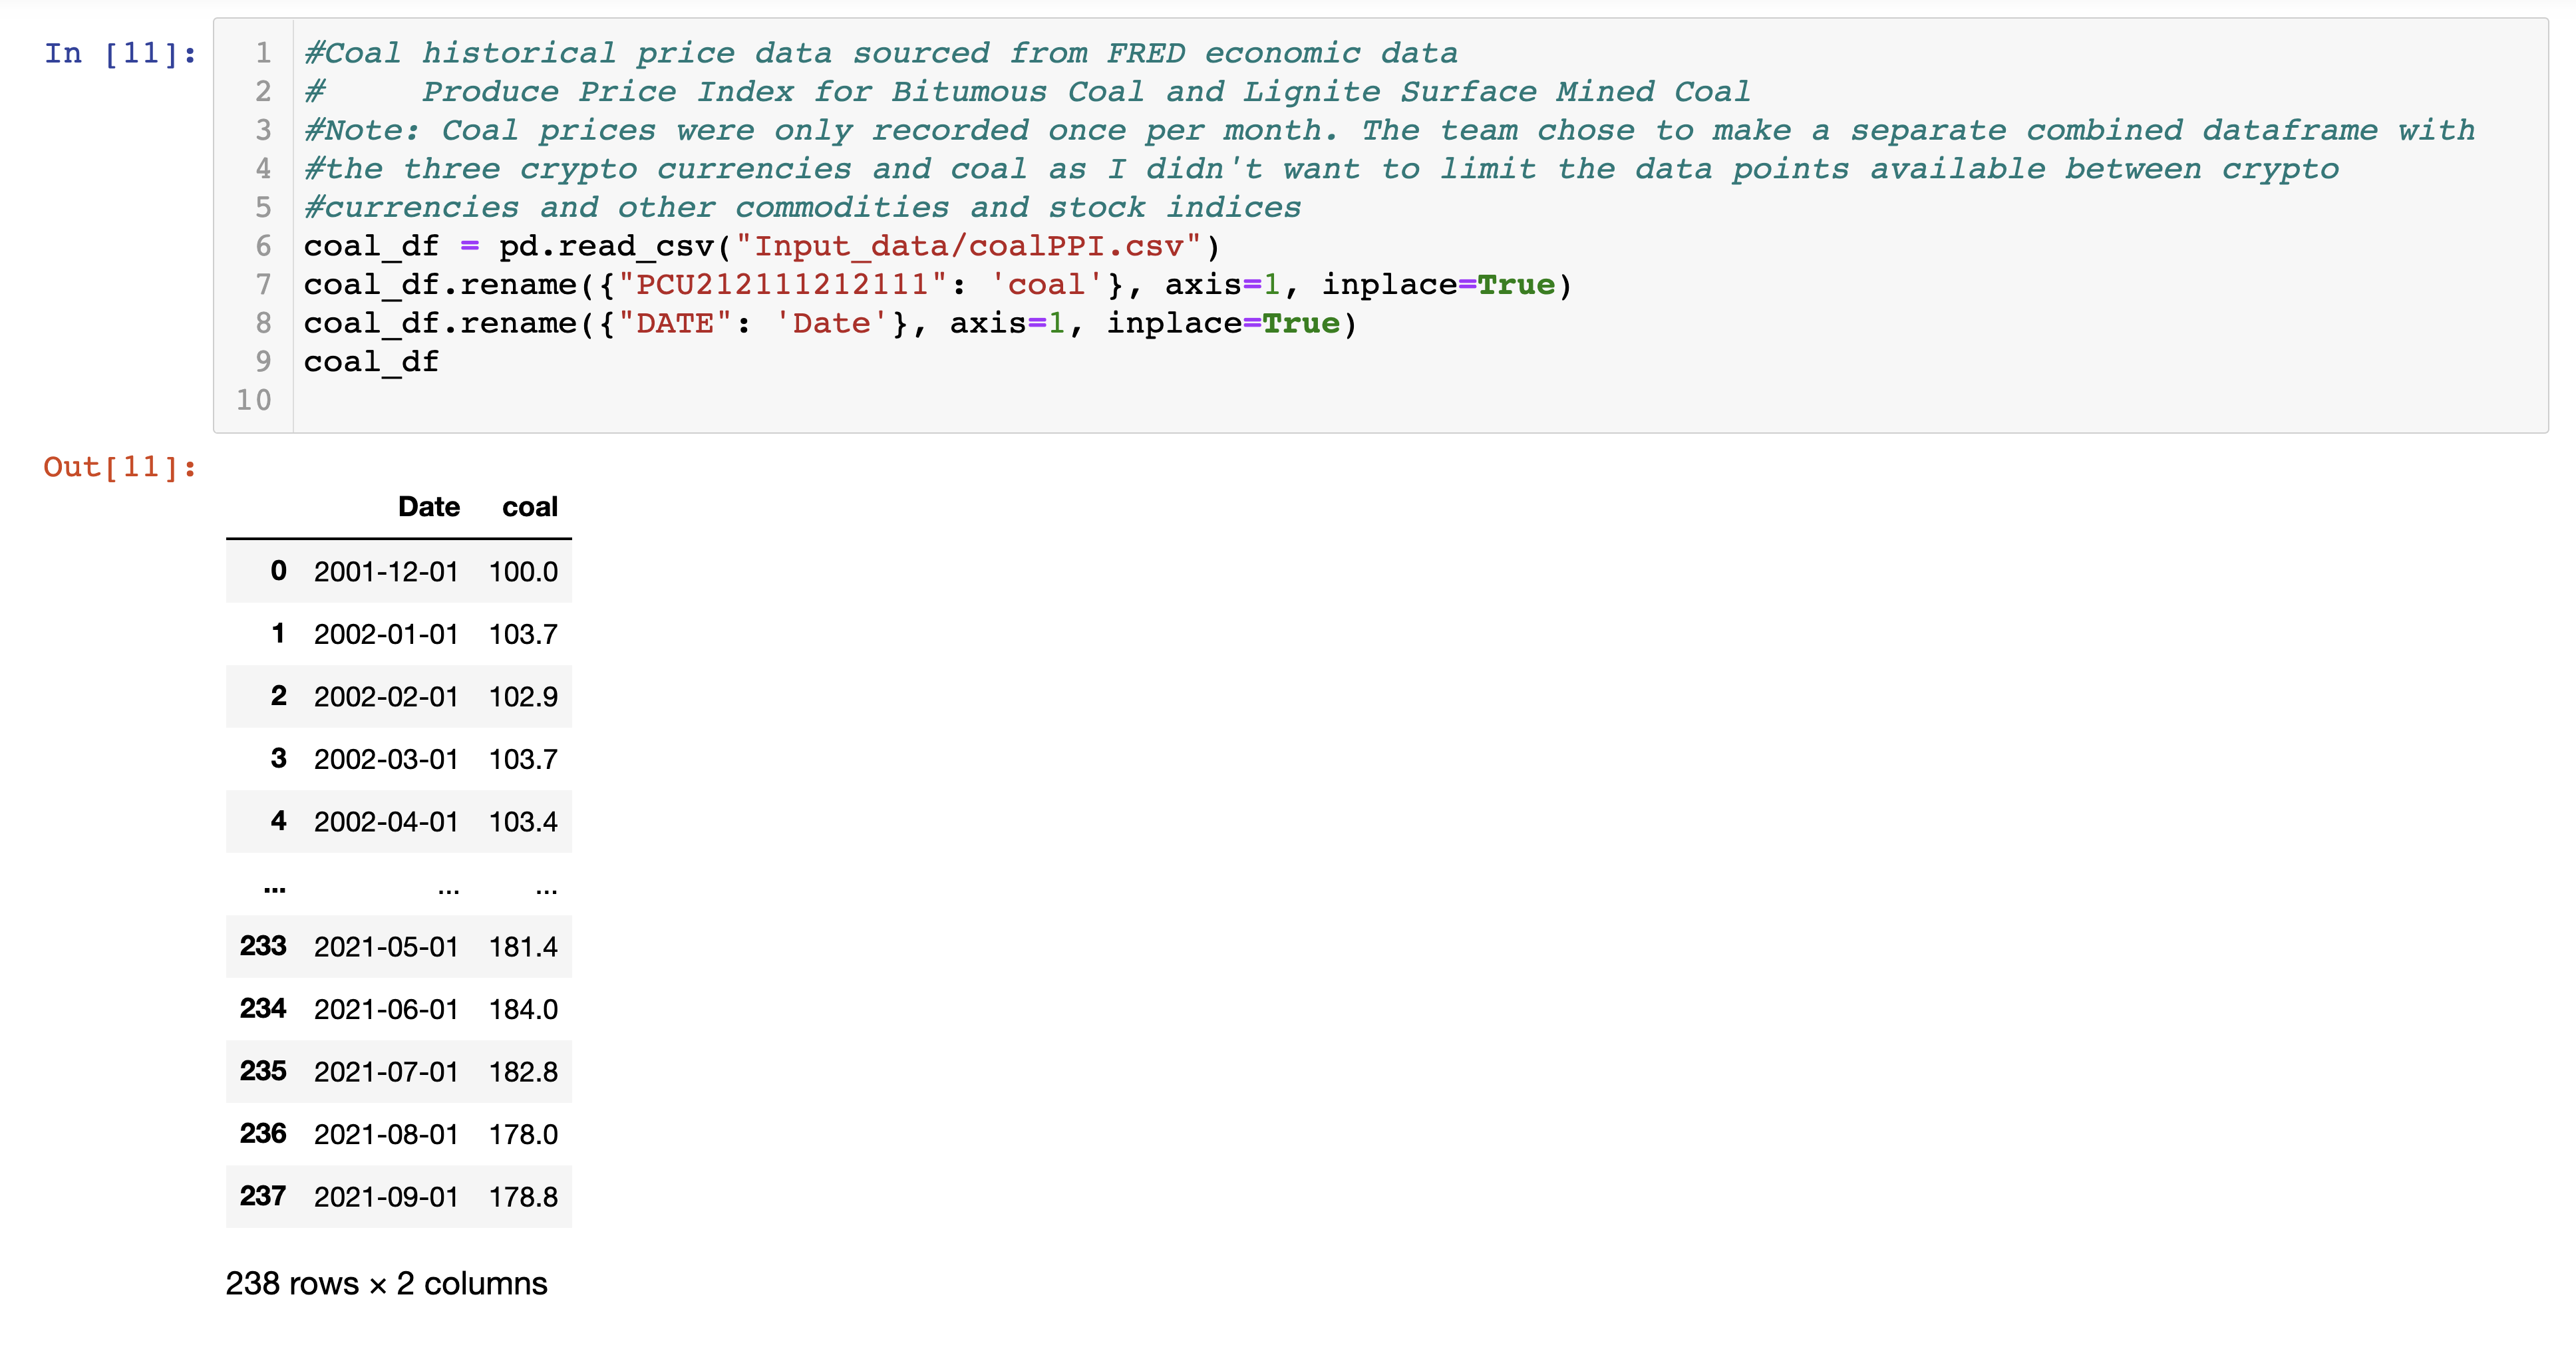 In [11]:
1 #Coal historical price data sourced from FRED economic data
2 #     Produce Price Index for Bitumous Coal and Lignite Surface Mined Coal
3 #Note: Coal prices were only recorded once per month. The team chose to make a separate combined dataframe with
4 #the three crypto currencies and coal as I didn't want to limit the data points available between crypto
5 #currencies and other commodities and stock indices
6 coal_df = pd.read_csv("Input_data/coalPPI.csv")
7 coal_df.rename({"PCU212111212111": 'coal'}, axis=1, inplace=True)
8 coal_df.rename({"DATE": 'Date'}, axis=1, inplace=True)
9 coal_df
10
Out[11]:
Date coal
0 2001-12-01 100.0
1 2002-01-01 103.7
2 2002-02-01 102.9
3 2002-03-01 103.7
4 2002-04-01 103.4
... ... ...
233 2021-05-01 181.4
234 2021-06-01 184.0
235 2021-07-01 182.8
236 2021-08-01 178.0
237 2021-09-01 178.8
238 rows × 2 columns